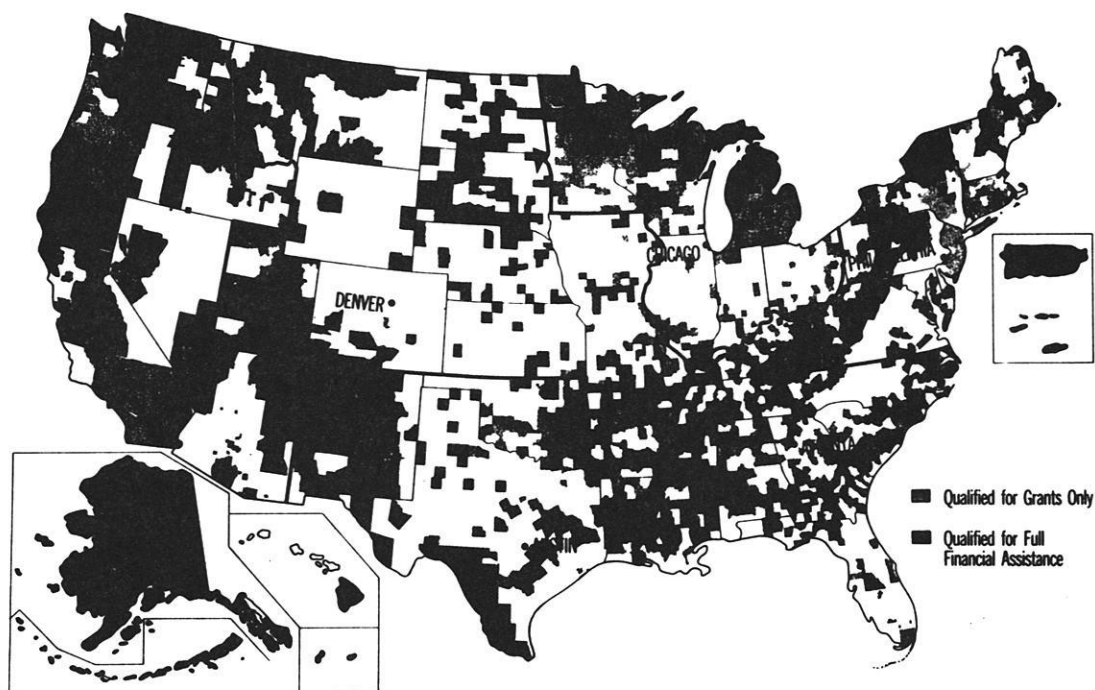 CHICAGO
DENVER
Qualified for Grants Only
Qualified for Full
Financial Assistance